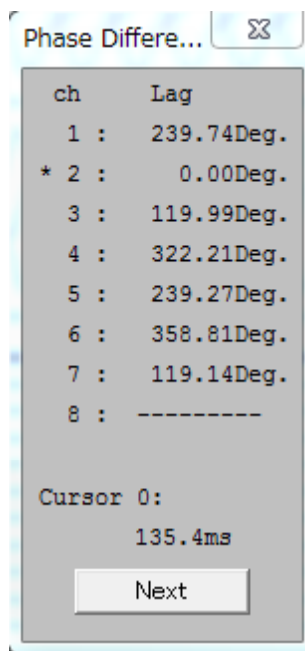 Phase Differe...
ch Lag
1 : 239.74Deg.
* 2 : 0.00Deg.
3 : 119.99Deg.
4 : 322.21Deg.
5 : 239.27Deg.
6 : 358.81Deg.
7 : 119.14Deg.
8 : ---------
Cursor 0:
135.4ms
Next